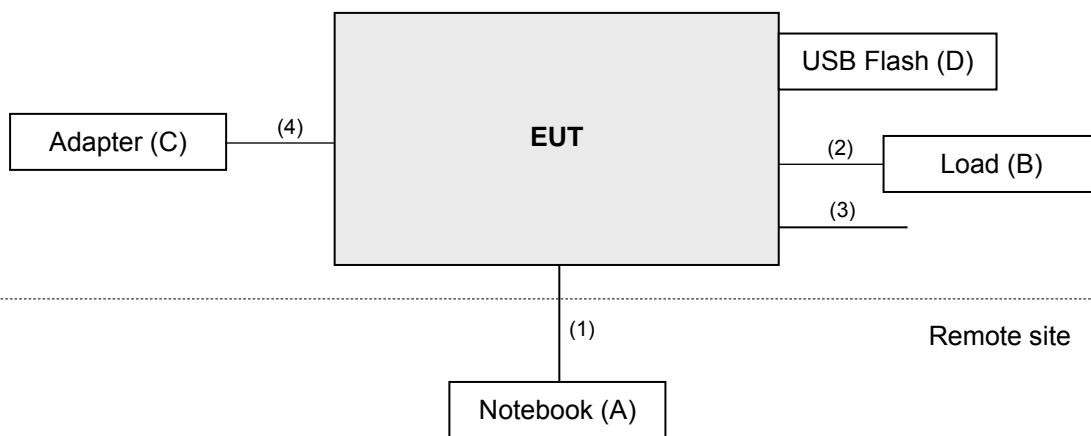 USB Flash (D)
Adapter (C)
(4)
EUT
(2)
Load (B)
(3)
(1)
Remote site
Notebook (A)